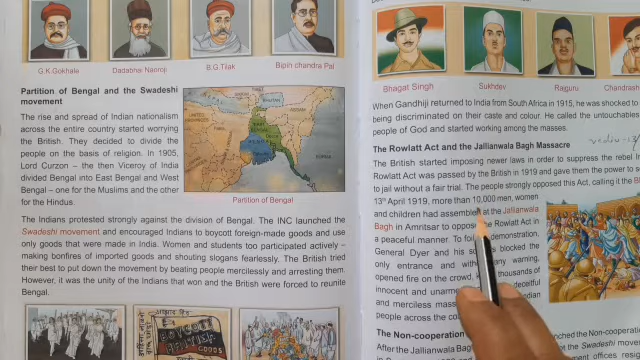 G.K.Gokhale
Dadabhai Naoroji
B.G.Tilak
Bipin chandra Pal
Partition of Bengal and the Swadeshi
movement
The rise and spread of Indian nationalism
across the entire country started worrying
the British. They decided to divide
the people on the basis of religion. In 1905,
Lord Curzon – the then Viceroy of India
divided Bengal into East Bengal and West
Bengal – one for the Muslims and the other
for the Hindus.
Partition of Bengal
The Indians protested strongly against the division of Bengal. The INC launched the
Swadeshi movement and encouraged Indians to boycott foreign-made goods and use
only goods that were made in India. Women and students too participated actively –
making bonfires of imported goods and shouting slogans fearlessly. The British tried
their best to put down the movement by beating people mercilessly and arresting them.
However, it was the unity of the Indians that won and the British were forced to reunite
Bengal.
BOYCOTT
GOODS
Bhagat Singh
Sukhdev
Rajguru
Chandrash
When Gandhiji returned to India from South Africa in 1915, he was shocked to
being discriminated on their caste and colour. He called the untouchables
people of God and started working among the masses.
The Rowlatt Act and the Jallianwala Bagh Massacre
The British started imposing newer laws in order to suppress the rebel
Rowlatt Act was passed by the British in 1919 and gave them the power to s
to jail without a fair trial. The people strongly opposed this Act, calling it the
13th April 1919, more than 10,000 men, women
and children had assembled at the Jallianwala
Bagh in Amritsar to oppose the Rowlatt Act in
a peaceful manner. To demonstration,
General Dyer and his blocked the
only entrance and any warning,
opened fire on the crowd, thousands of
innocent and deceitful
and merciless Indian
people across the
The Non-cooperation
After the Jallianwala the Swadeshi